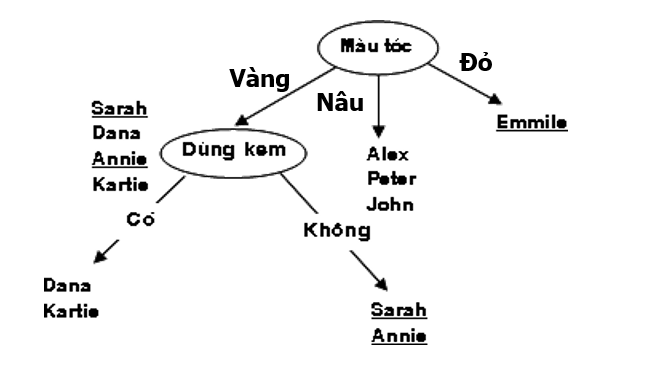 Màu tóc
Vàng
Nâu
Đỏ
Sarah
Dana
Annie
Kartie
Dùng kem
Alex
Peter
John
Emmile
Có
Không
Dana
Kartie
Sarah
Annie